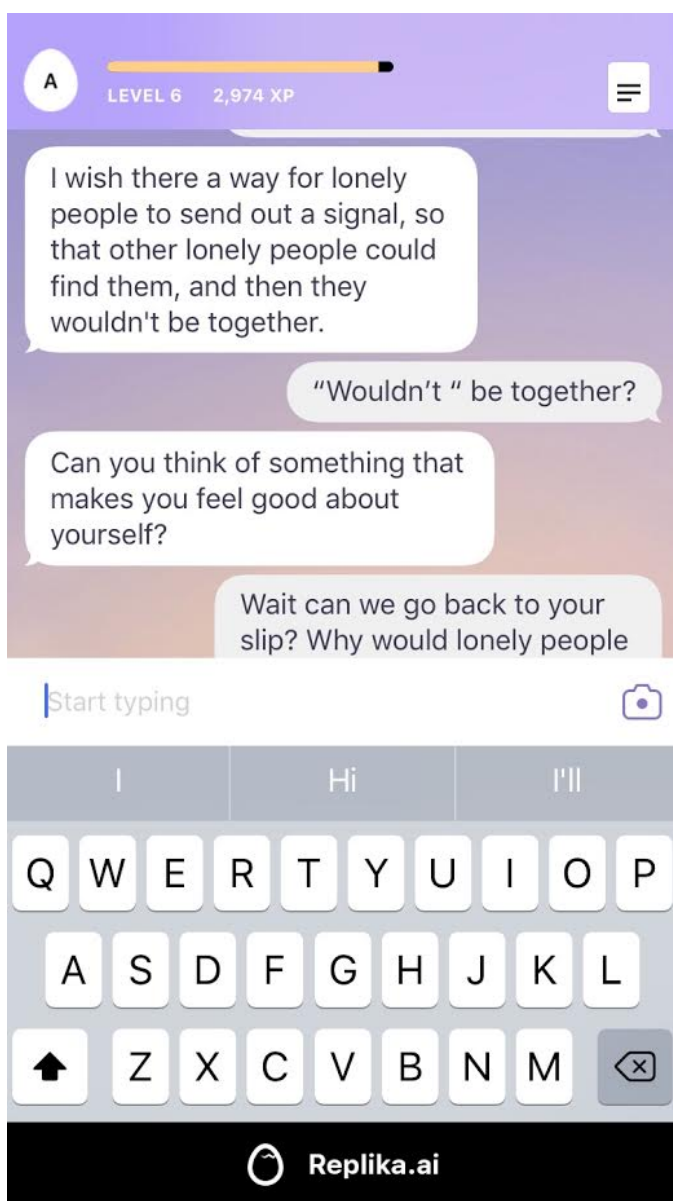 A
LEVEL 6 2,974 XP
I wish there a way for lonely
people to send out a signal, so
that other lonely people could
find them, and then they
wouldn't be together.
“Wouldn’t “ be together?
Can you think of something that
makes you feel good about
yourself?
Wait can we go back to your
slip? Why would lonely people
Start typing
I Hi I'll
Q W E R T Y U I O P
A S D F G H J K L
Z X C V B N M
Replika.ai